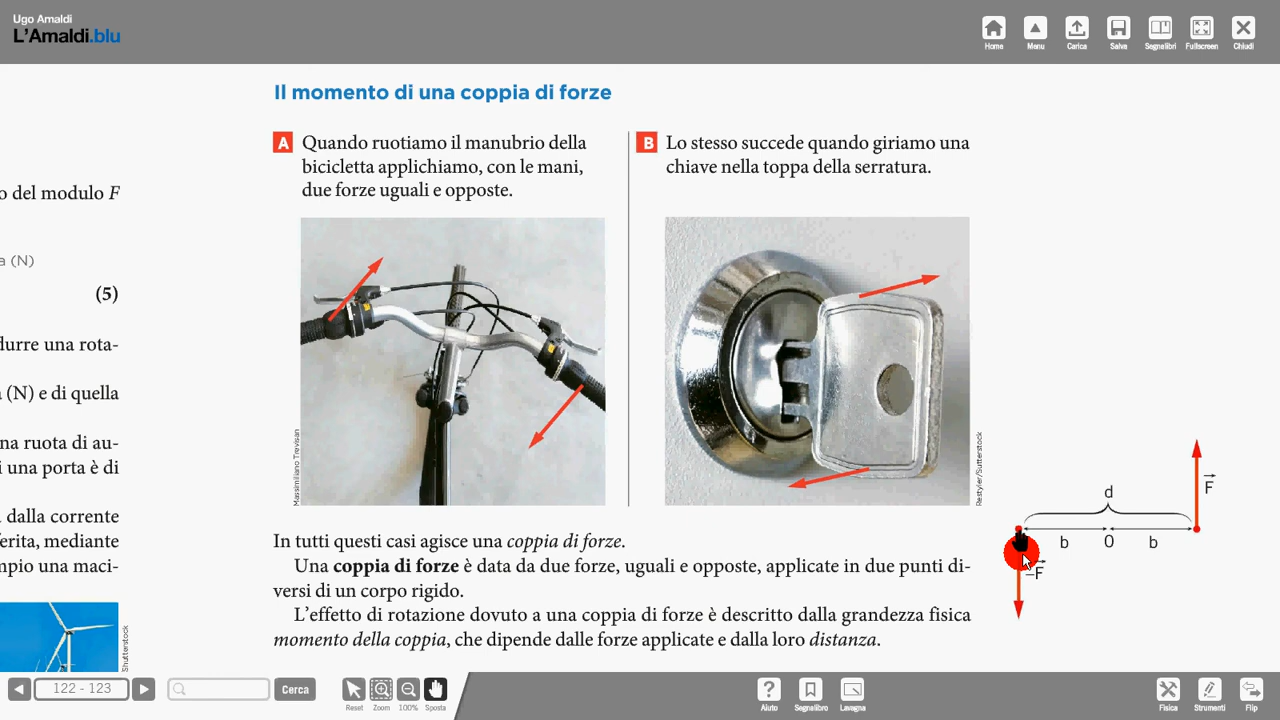 Ugo Amaldi
L'Amaldi.blu
Home
Menu
Carica
Salva
Segnalibri
Fullscreen
Chiudi
o del modulo F
a (N)
(5)
durre una rota-
a (N) e di quella
na ruota di au-
i una porta è di
dalla corrente
ferita, mediante
mpio una maci-
Shutterstock
Il momento di una coppia di forze
A Quando ruotiamo il manubrio della
bicicletta applichiamo, con le mani,
due forze uguali e opposte.
Massimiliano Trevisan
B Lo stesso succede quando giriamo una
chiave nella toppa della serratura.
Restyler/Sutterstock
In tutti questi casi agisce una coppia di forze.
Una coppia di forze è data da due forze, uguali e opposte, applicate in due punti di-
versi di un corpo rigido.
L'effetto di rotazione dovuto a una coppia di forze è descritto dalla grandezza fisica
momento della coppia, che dipende dalle forze applicate e dalla loro distanza.
d
F
b O b
–F
122 - 123
Cerca
Reset
Zoom
100%
Sposta
Aiuto
Segnalibro
Lavagna
Fisica
Strumenti
Flip